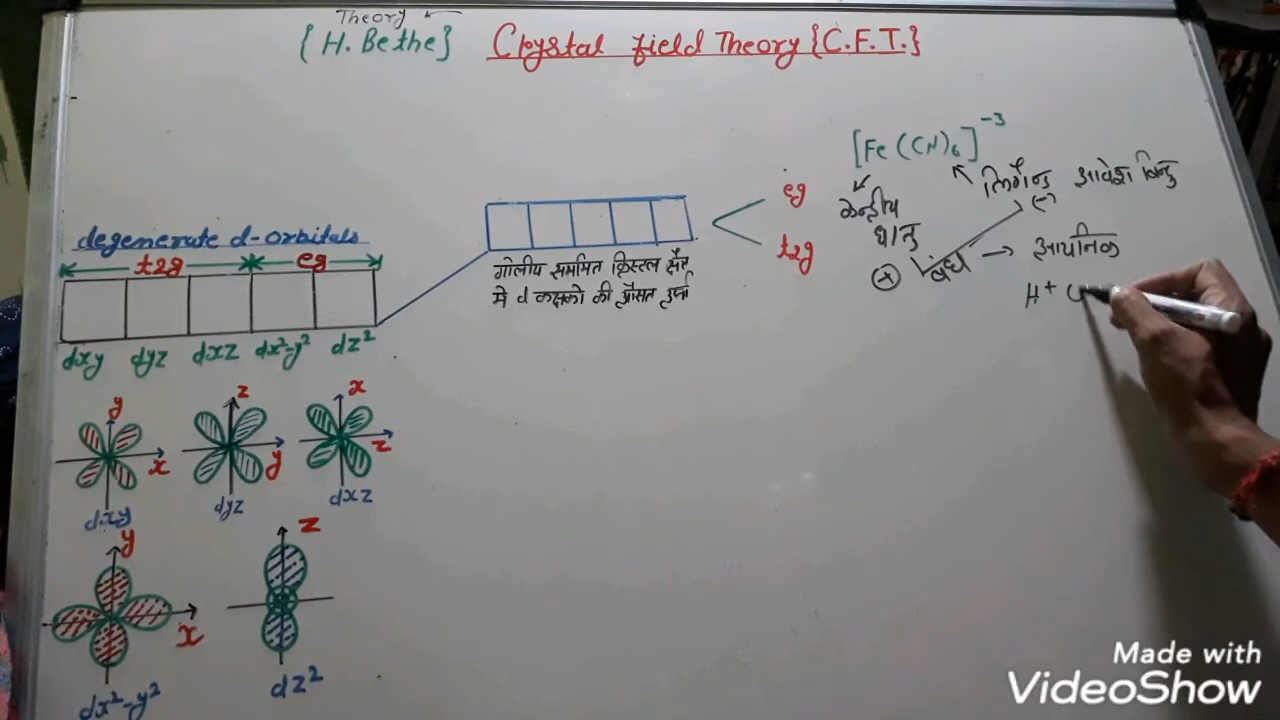 Theory
{H. Bethe} Crystal field Theory {C.F.T.}
[Fe(CN)6]-3
केन्द्रीय धातु
लिगैन्ड आवेश बिन्दु
(-)
(+) बंध → आयनिक
H+ C
eg
t2g
degenerate d-orbitals
t2g eg
dxy dyz dxz dx²-y² dz²
गोलीय सममित क्रिस्टल क्षेत्र
मे d कक्षको की औसत ऊर्जा
y
x
dxy
z
y
dyz
x
z
dxz
y
x
dx²-y²
z
dz²
Made with
VideoShow